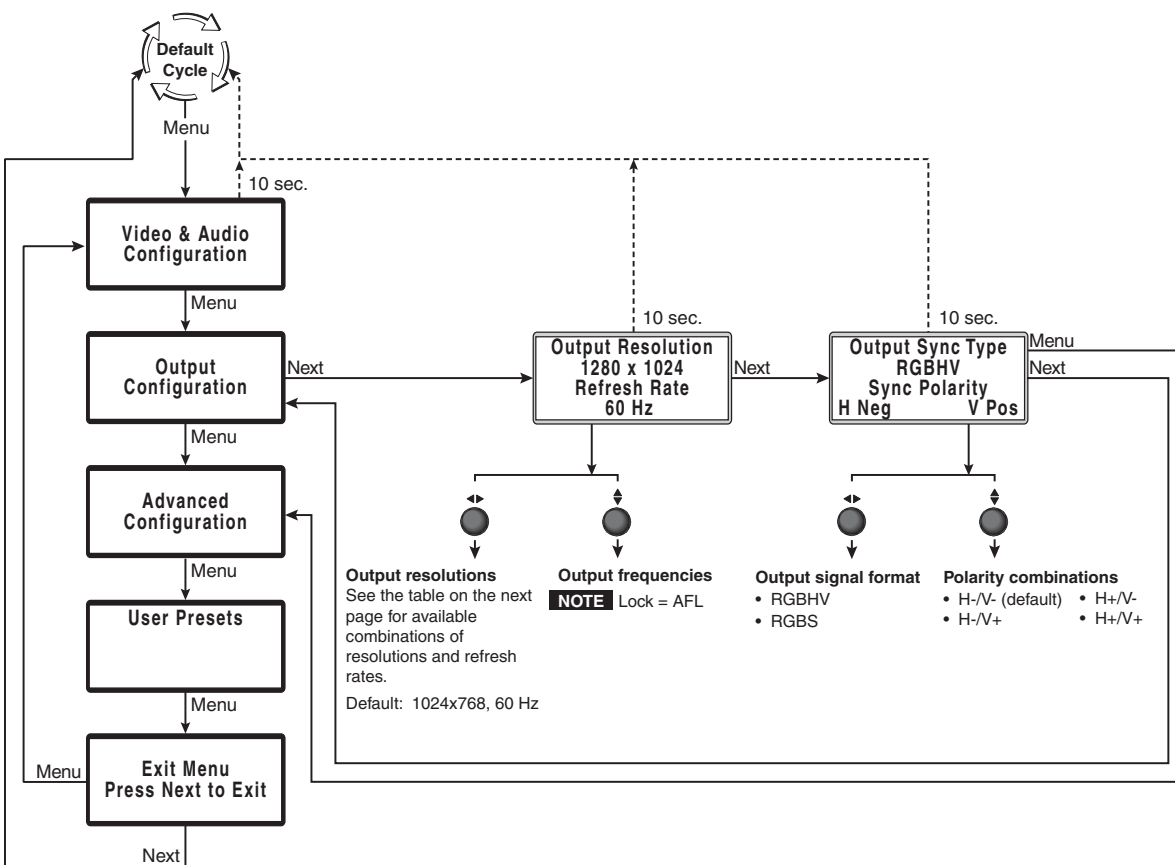 Default
Cycle
Menu
10 sec.
Video & Audio
Configuration
Menu
Output
Configuration
Next
10 sec.
Output Resolution
1280 x 1024
Refresh Rate
60 Hz
Next
10 sec.
Output Sync Type
RGBHV
Sync Polarity
H Neg V Pos
Menu
Next
Menu
Advanced
Configuration
Menu
User Presets
Menu
Exit Menu
Press Next to Exit
Menu
Next
Output resolutions
See the table on the next
page for available
combinations of
resolutions and refresh
rates.
Default: 1024x768, 60 Hz
Output frequencies
NOTE Lock = AFL
Output signal format
• RGBHV
• RGBS
Polarity combinations
• H-/V- (default) • H+/V-
• H-/V+ • H+/V+